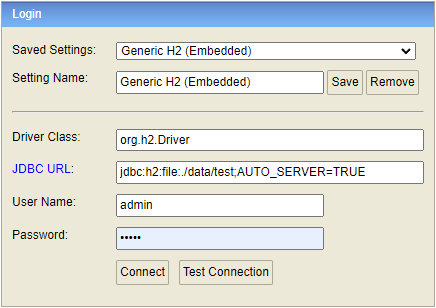 Login
Saved Settings: Generic H2 (Embedded)
Setting Name: Generic H2 (Embedded) Save Remove
Driver Class: org.h2.Driver
JDBC URL: jdbc:h2:file:./data/test;AUTO_SERVER=TRUE
User Name: admin
Password: •••••
Connect Test Connection